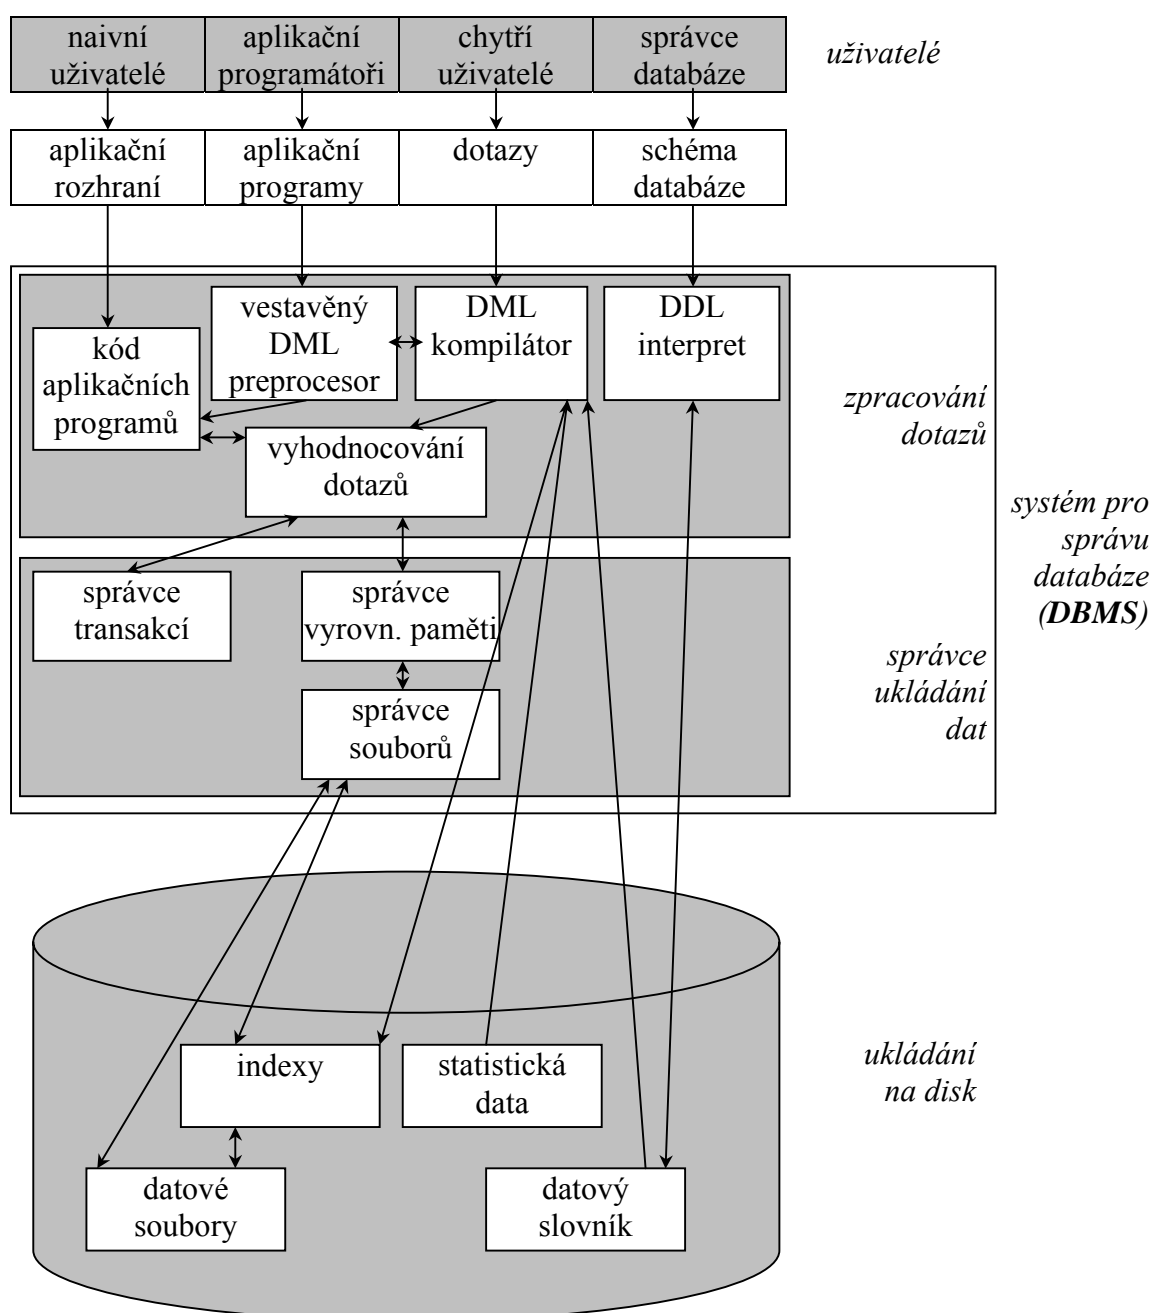 naivní
uživatelé
aplikační
programátoři
chytří
uživatelé
správce
databáze
uživatelé
aplikační
rozhraní
aplikační
programy
dotazy
schéma
databáze
vestavěný
DML
preprocesor
DML
kompilátor
DDL
interpret
kód
aplikačních
programů
vyhodnocování
dotazů
zpracování
dotazů
systém pro
správu
databáze
(DBMS)
správce
transakcí
správce
vyrovn. paměti
správce
souborů
správce
ukládání
dat
indexy
statistická
data
ukládání
na disk
datové
soubory
datový
slovník